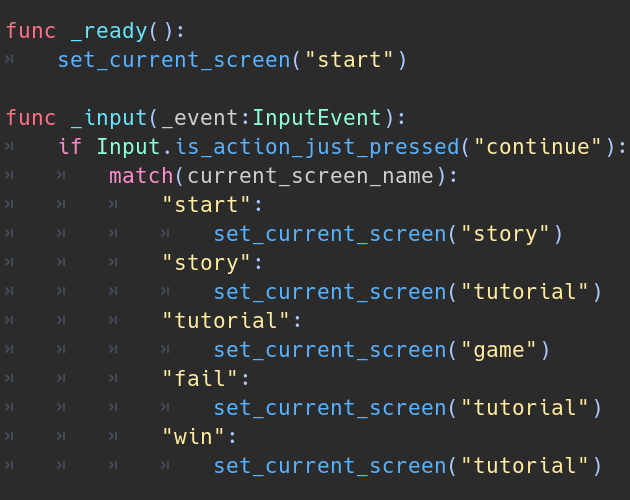 func _ready():
	set_current_screen("start")

func _input(_event:InputEvent):
	if Input.is_action_just_pressed("continue"):
		match(current_screen_name):
			"start":
				set_current_screen("story")
			"story":
				set_current_screen("tutorial")
			"tutorial":
				set_current_screen("game")
			"fail":
				set_current_screen("tutorial")
			"win":
				set_current_screen("tutorial")